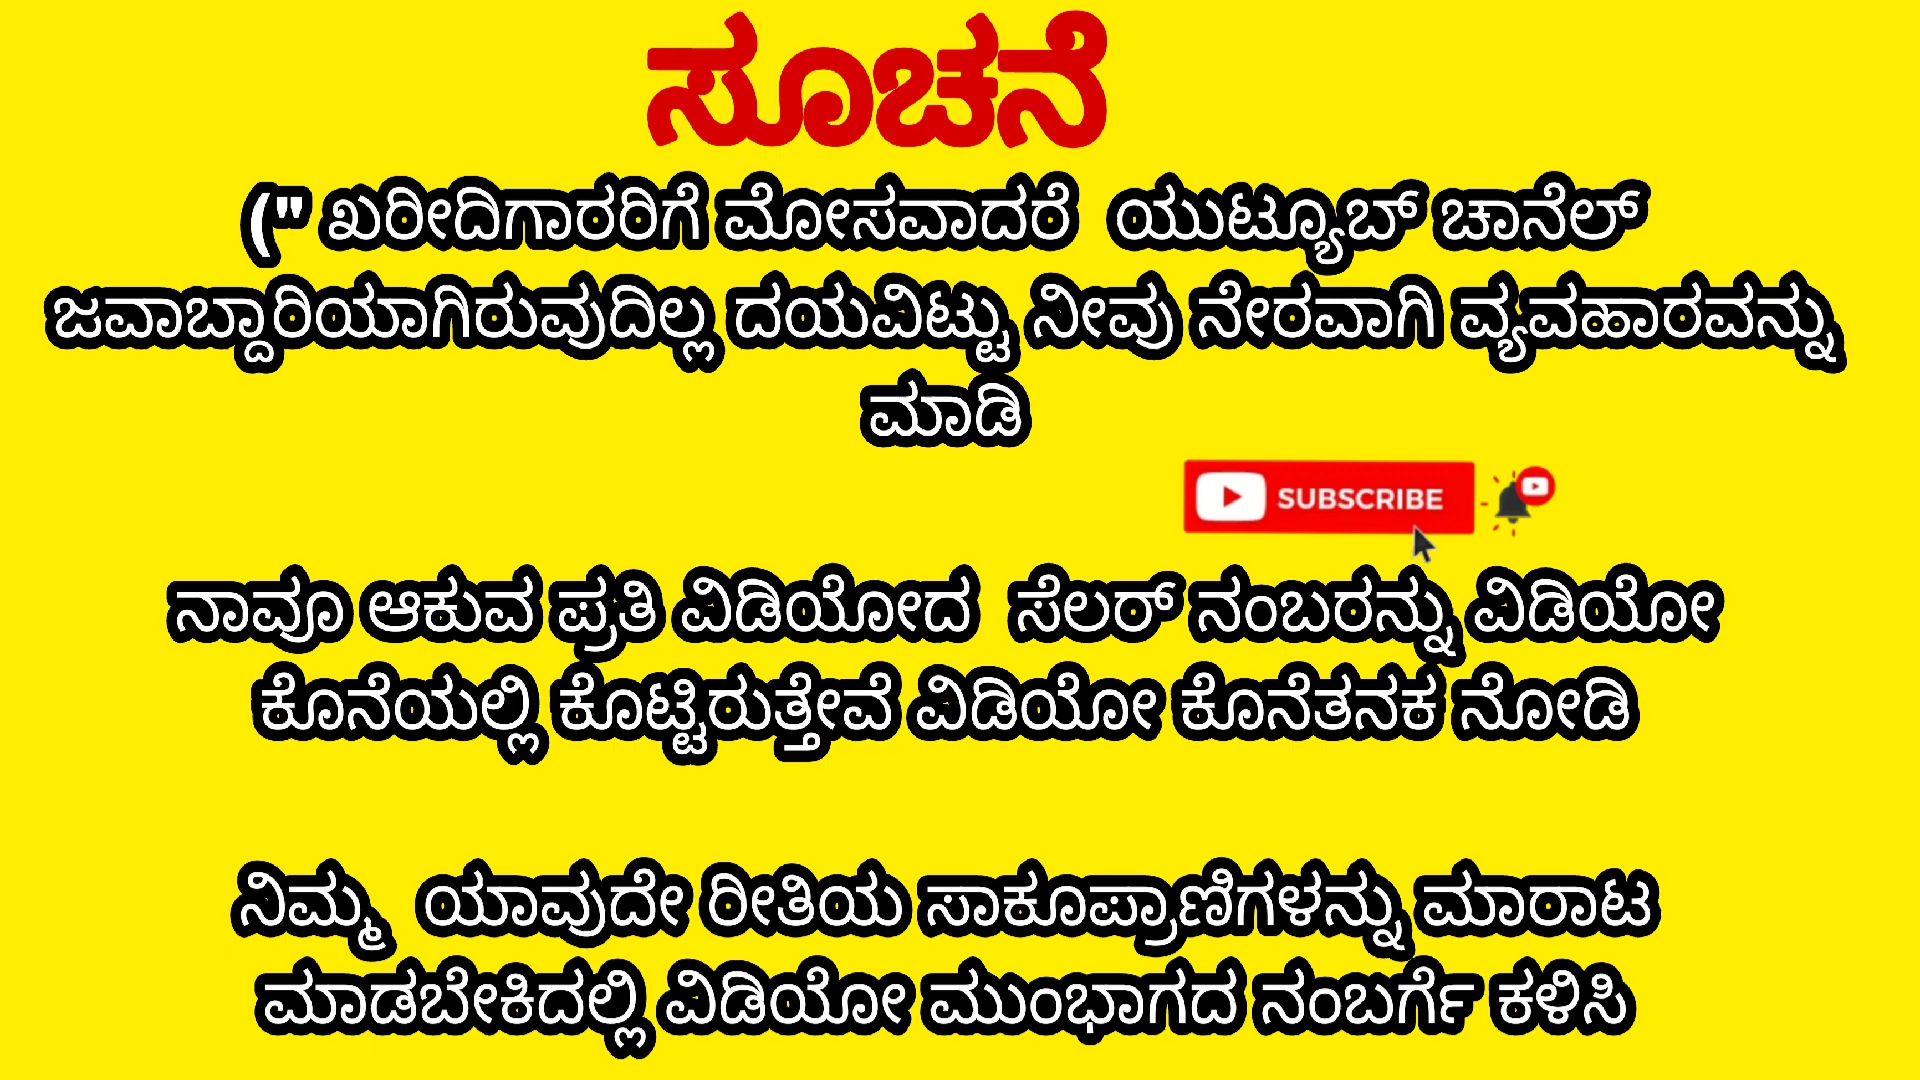 ಸೂಚನೆ
(" ಖರೀದಿಗಾರರಿಗೆ ಮೋಸವಾದರೆ ಯುಟ್ಯೂಬ್ ಚಾನೆಲ್
ಜವಾಬ್ದಾರಿಯಾಗಿರುವುದಿಲ್ಲ ದಯವಿಟ್ಟು ನೀವು ನೇರವಾಗಿ ವ್ಯವಹಾರವನ್ನು
ಮಾಡಿ
SUBSCRIBE
ನಾವೂ ಆಕುವ ಪ್ರತಿ ವಿಡಿಯೋದ ಸೆಲರ್ ನಂಬರನ್ನು ವಿಡಿಯೋ
ಕೊನೆಯಲ್ಲಿ ಕೊಟ್ಟಿರುತ್ತೇವೆ ವಿಡಿಯೋ ಕೊನೆತನಕ ನೋಡಿ
ನಿಮ್ಮ ಯಾವುದೇ ರೀತಿಯ ಸಾಕೂಪ್ರಾಣಿಗಳನ್ನು ಮಾರಾಟ
ಮಾಡಬೇಕಿದಲ್ಲಿ ವಿಡಿಯೋ ಮುಂಭಾಗದ ನಂಬರ್ಗೆ ಕಳಿಸಿ